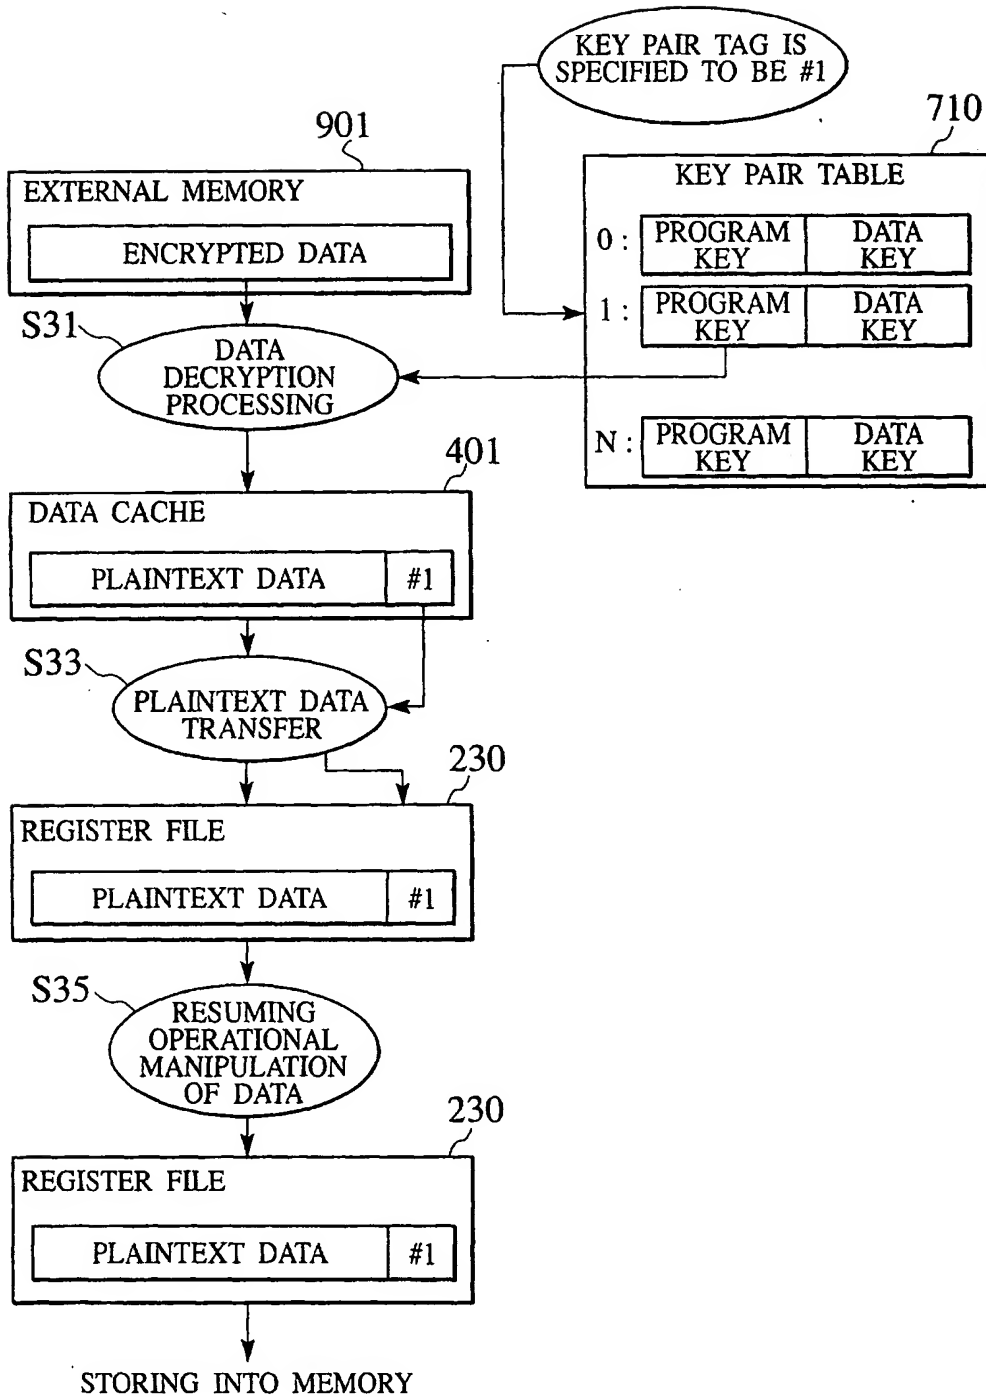 KEY PAIR TAG IS
SPECIFIED TO BE #1
710
KEY PAIR TABLE
0 : PROGRAM KEY DATA KEY
1 : PROGRAM KEY DATA KEY
N : PROGRAM KEY DATA KEY
901
EXTERNAL MEMORY
ENCRYPTED DATA
S31
DATA
DECRYPTION
PROCESSING
401
DATA CACHE
PLAINTEXT DATA #1
S33
PLAINTEXT DATA
TRANSFER
230
REGISTER FILE
PLAINTEXT DATA #1
S35
RESUMING
OPERATIONAL
MANIPULATION
OF DATA
230
REGISTER FILE
PLAINTEXT DATA #1
STORING INTO MEMORY